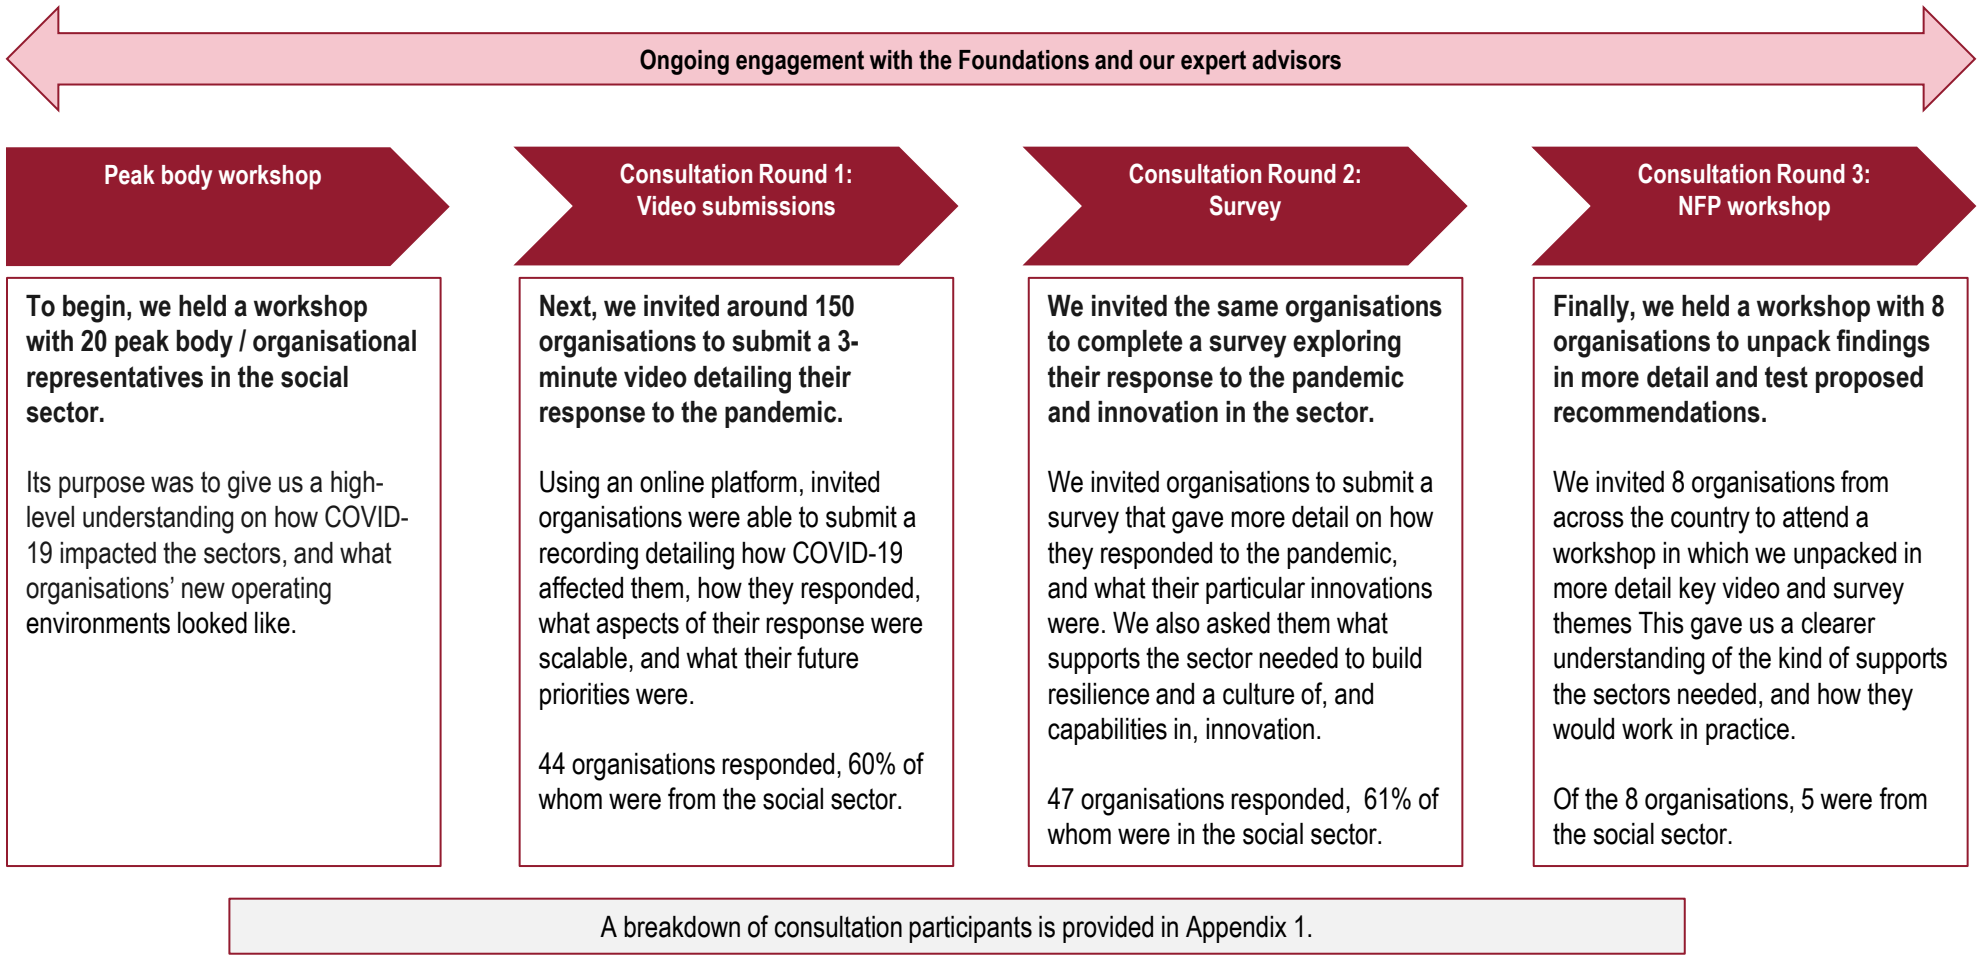 Ongoing engagement with the Foundations and our expert advisors
Peak body workshop
To begin, we held a workshop
with 20 peak body / organisational
representatives in the social
sector.
Its purpose was to give us a high-
level understanding on how COVID-
19 impacted the sectors, and what
organisations’ new operating
environments looked like.
Consultation Round 1:
Video submissions
Next, we invited around 150
organisations to submit a 3-
minute video detailing their
response to the pandemic.
Using an online platform, invited
organisations were able to submit a
recording detailing how COVID-19
affected them, how they responded,
what aspects of their response were
scalable, and what their future
priorities were.
44 organisations responded, 60% of
whom were from the social sector.
Consultation Round 2:
Survey
We invited the same organisations
to complete a survey exploring
their response to the pandemic
and innovation in the sector.
We invited organisations to submit a
survey that gave more detail on how
they responded to the pandemic,
and what their particular innovations
were. We also asked them what
supports the sector needed to build
resilience and a culture of, and
capabilities in, innovation.
47 organisations responded, 61% of
whom were in the social sector.
Consultation Round 3:
NFP workshop
Finally, we held a workshop with 8
organisations to unpack findings
in more detail and test proposed
recommendations.
We invited 8 organisations from
across the country to attend a
workshop in which we unpacked in
more detail key video and survey
themes This gave us a clearer
understanding of the kind of supports
the sectors needed, and how they
would work in practice.
Of the 8 organisations, 5 were from
the social sector.
A breakdown of consultation participants is provided in Appendix 1.